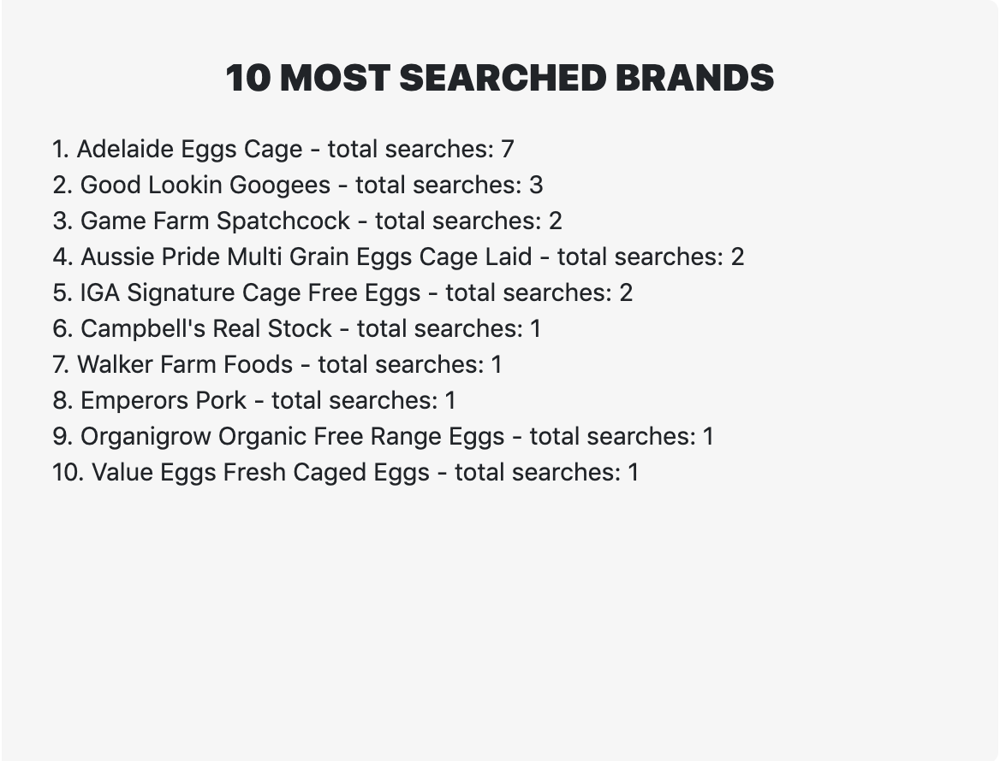 10 MOST SEARCHED BRANDS
1. Adelaide Eggs Cage - total searches: 7
2. Good Lookin Googees - total searches: 3
3. Game Farm Spatchcock - total searches: 2
4. Aussie Pride Multi Grain Eggs Cage Laid - total searches: 2
5. IGA Signature Cage Free Eggs - total searches: 2
6. Campbell's Real Stock - total searches: 1
7. Walker Farm Foods - total searches: 1
8. Emperors Pork - total searches: 1
9. Organigrow Organic Free Range Eggs - total searches: 1
10. Value Eggs Fresh Caged Eggs - total searches: 1